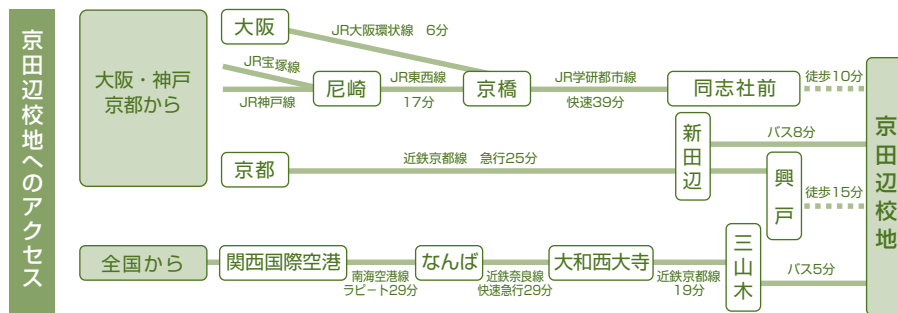 京田辺校地へのアクセス
大阪・神戸
京都から
大阪
JR大阪環状線 6分
JR宝塚線
JR神戸線
尼崎
JR東西線
17分
京橋
JR学研都市線
快速39分
同志社前
徒歩10分
京都
近鉄京都線 急行25分
新田辺
バス8分
興戸
徒歩15分
京田辺校地
全国から
関西国際空港
南海空港線
ラピート29分
なんば
近鉄奈良線
快速急行29分
大和西大寺
近鉄京都線
19分
三山木
バス5分